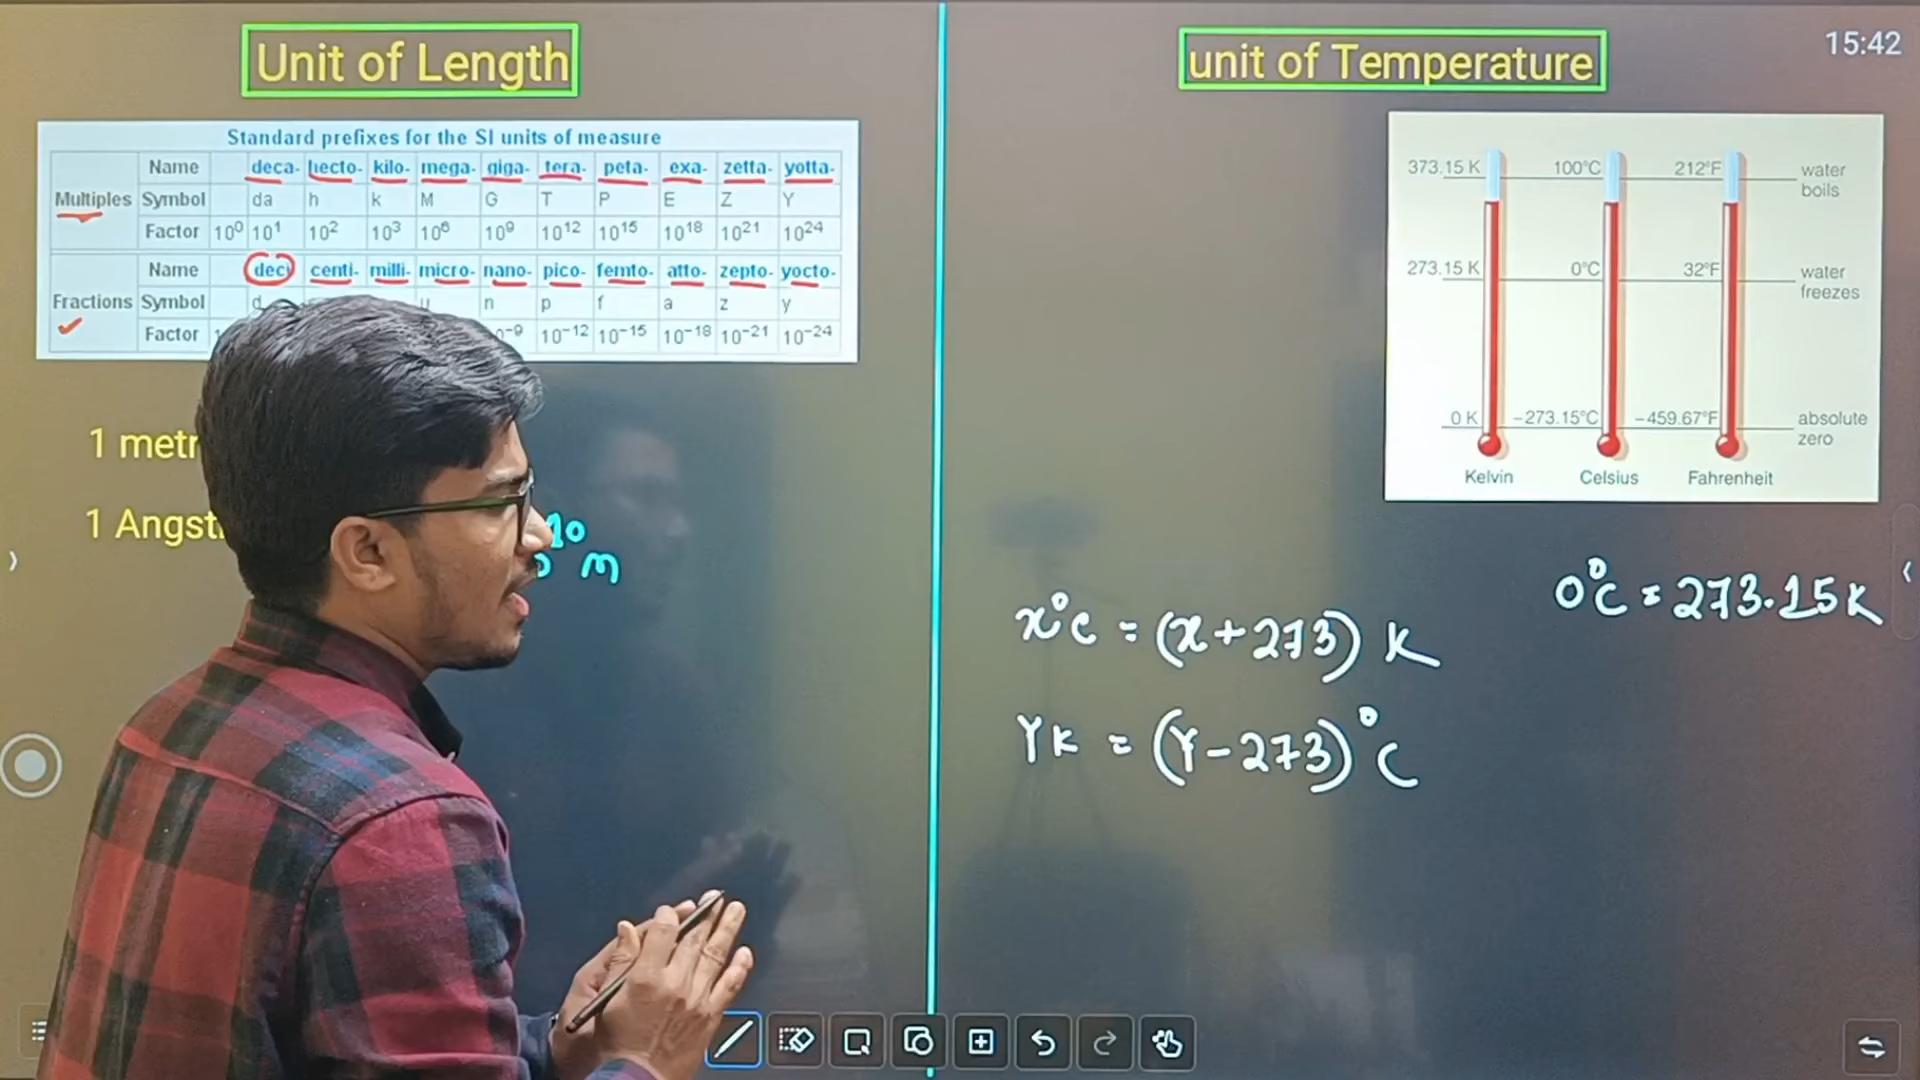 Unit of Length
unit of Temperature
15:42
Standard prefixes for the SI units of measure
Multiples
Name deca- hecto- kilo- mega- giga- tera- peta- exa- zetta- yotta-
Symbol da h k M G T P E Z Y
Factor 10⁰ 10¹ 10² 10³ 10⁶ 10⁹ 10¹² 10¹⁵ 10¹⁸ 10²¹ 10²⁴
Fractions
Name deci centi- milli- micro- nano- pico- femto- atto- zepto- yocto-
Symbol d n p f a z y
Factor 10⁻¹² 10⁻¹⁵ 10⁻¹⁸ 10⁻²¹ 10⁻²⁴
373.15 K 100°C 212°F water boils
273.15 K 0°C 32°F water freezes
0 K -273.15°C -459.67°F absolute zero
Kelvin Celsius Fahrenheit
1
1
10
m
0°C = 273.15 K
x°C = (x+273) K
YK = (Y-273)°C